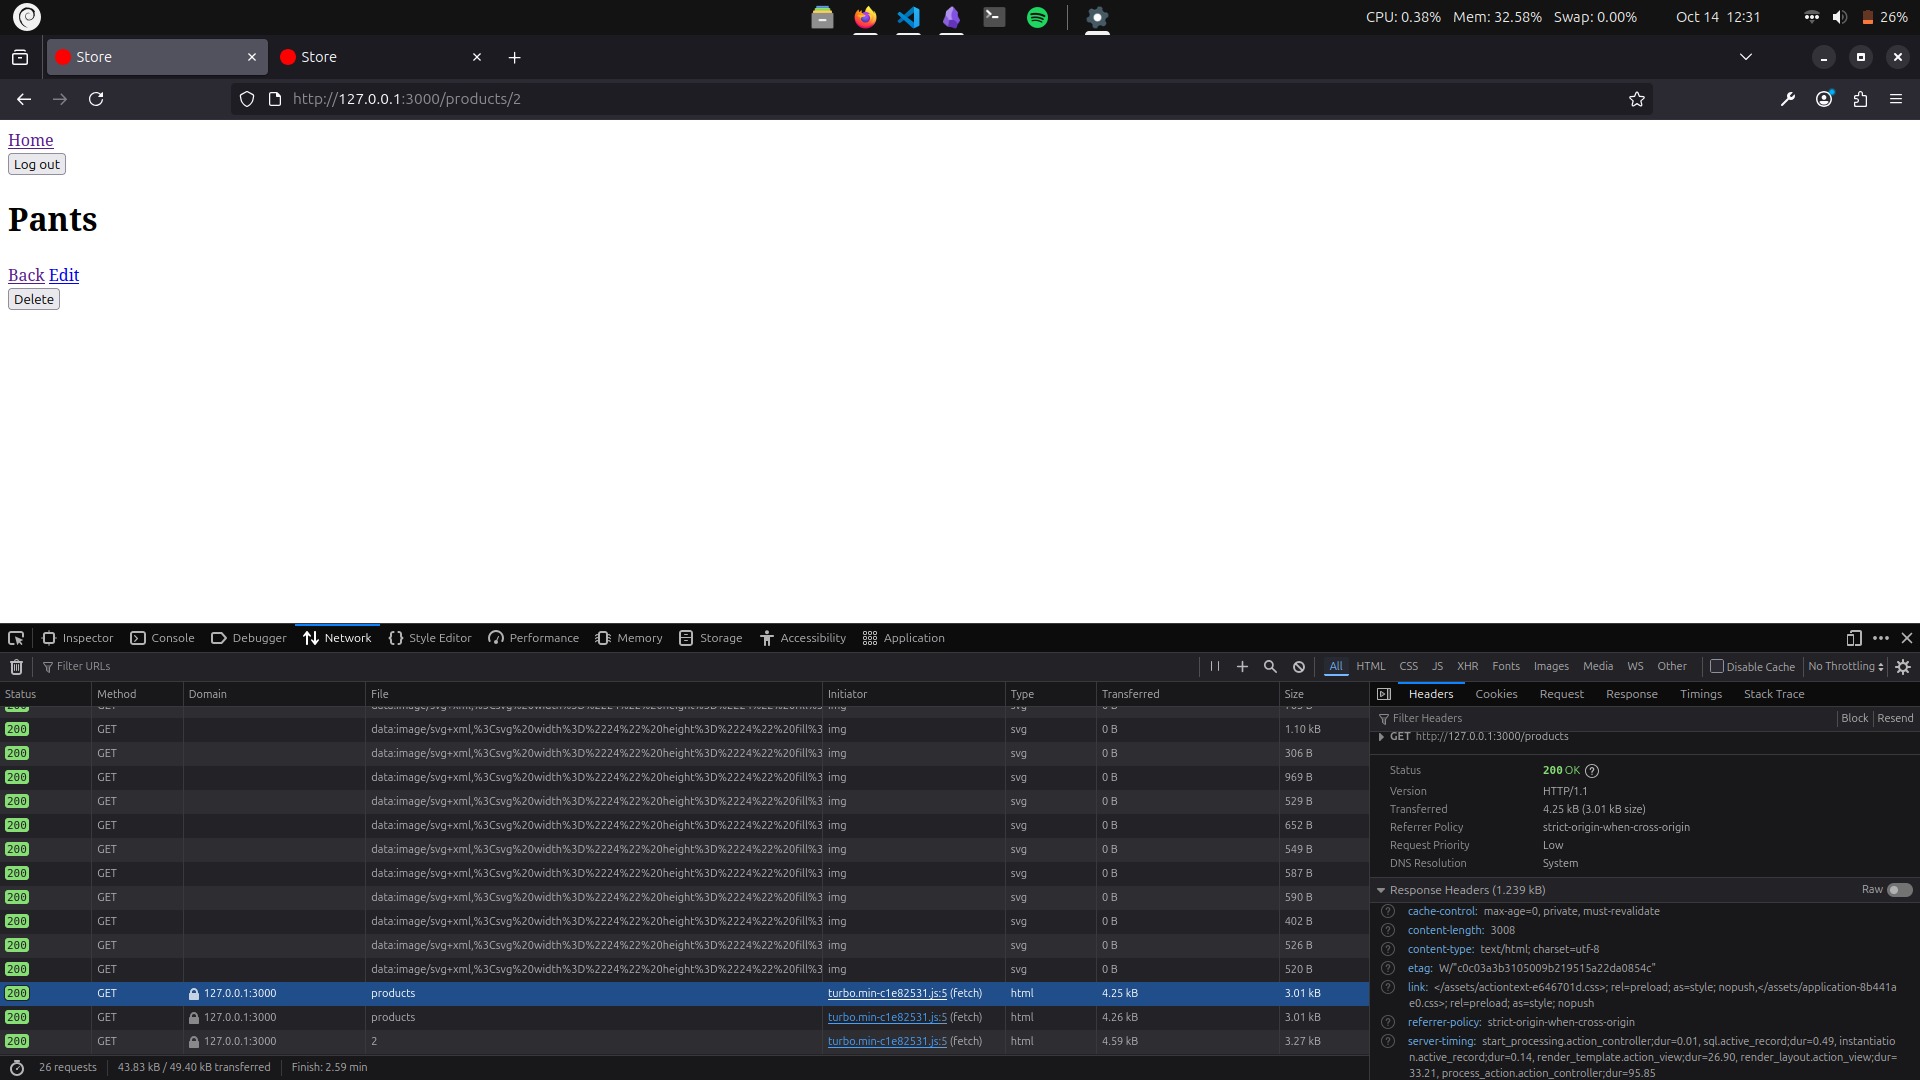 CPU: 0.38% Mem: 32.58% Swap: 0.00% Oct 14 12:31 26%
Store Store
http://127.0.0.1:3000/products/2
Home
Log out
Pants
Back Edit
Delete
Inspector Console Debugger Network Style Editor Performance Memory Storage Accessibility Application
Filter URLs All HTML CSS JS XHR Fonts Images Media WS Other Disable Cache No Throttling
Status Method Domain File Initiator Type Transferred Size
200 GET data:image/svg+xml,%3Csvg%20width%3D%2224%22%20height%3D%2224%22%20fill%3 img svg 1.10 kB 0 B
200 GET data:image/svg+xml,%3Csvg%20width%3D%2224%22%20height%3D%2224%22%20fill%3 img svg 0 B 306 B
200 GET data:image/svg+xml,%3Csvg%20width%3D%2224%22%20height%3D%2224%22%20fill%3 img svg 0 B 969 B
200 GET data:image/svg+xml,%3Csvg%20width%3D%2224%22%20height%3D%2224%22%20fill%3 img svg 0 B 529 B
200 GET data:image/svg+xml,%3Csvg%20width%3D%2224%22%20height%3D%2224%22%20fill%3 img svg 0 B 652 B
200 GET data:image/svg+xml,%3Csvg%20width%3D%2224%22%20height%3D%2224%22%20fill%3 img svg 0 B 549 B
200 GET data:image/svg+xml,%3Csvg%20width%3D%2224%22%20height%3D%2224%22%20fill%3 img svg 0 B 587 B
200 GET data:image/svg+xml,%3Csvg%20width%3D%2224%22%20height%3D%2224%22%20fill%3 img svg 0 B 590 B
200 GET data:image/svg+xml,%3Csvg%20width%3D%2224%22%20height%3D%2224%22%20fill%3 img svg 0 B 402 B
200 GET data:image/svg+xml,%3Csvg%20width%3D%2224%22%20height%3D%2224%22%20fill%3 img svg 0 B 526 B
200 GET data:image/svg+xml,%3Csvg%20width%3D%2224%22%20height%3D%2224%22%20fill%3 img svg 0 B 520 B
200 GET 127.0.0.1:3000 products turbo.min-c1e82531.js:5 (fetch) html 4.25 kB 3.01 kB
200 GET 127.0.0.1:3000 products turbo.min-c1e82531.js:5 (fetch) html 4.26 kB 3.01 kB
200 GET 127.0.0.1:3000 2 turbo.min-c1e82531.js:5 (fetch) html 4.59 kB 3.27 kB
26 requests 43.83 kB / 49.40 kB transferred Finish: 2.59 min
Headers Cookies Request Response Timings Stack Trace
Filter Headers Block Resend
GET http://127.0.0.1:3000/products
Status 200 OK
Version HTTP/1.1
Transferred 4.25 kB (3.01 kB size)
Referrer Policy strict-origin-when-cross-origin
Request Priority Low
DNS Resolution System
Response Headers (1.239 kB) Raw
cache-control: max-age=0, private, must-revalidate
content-length: 3008
content-type: text/html; charset=utf-8
etag: W/"c0c03a3b3105009b219515a22da0854c"
link: </assets/actiontext-e646701d.css>; rel=preload; as=style; nopush,</assets/application-8b441a
e0.css>; rel=preload; as=style; nopush
referrer-policy: strict-origin-when-cross-origin
server-timing: start_processing.action_controller;dur=0.01, sql.active_record;dur=0.49, instantiatio
n.active_record;dur=0.14, render_template.action_view;dur=26.90, render_layout.action_view;dur=
33.21, process_action.action_controller;dur=95.85